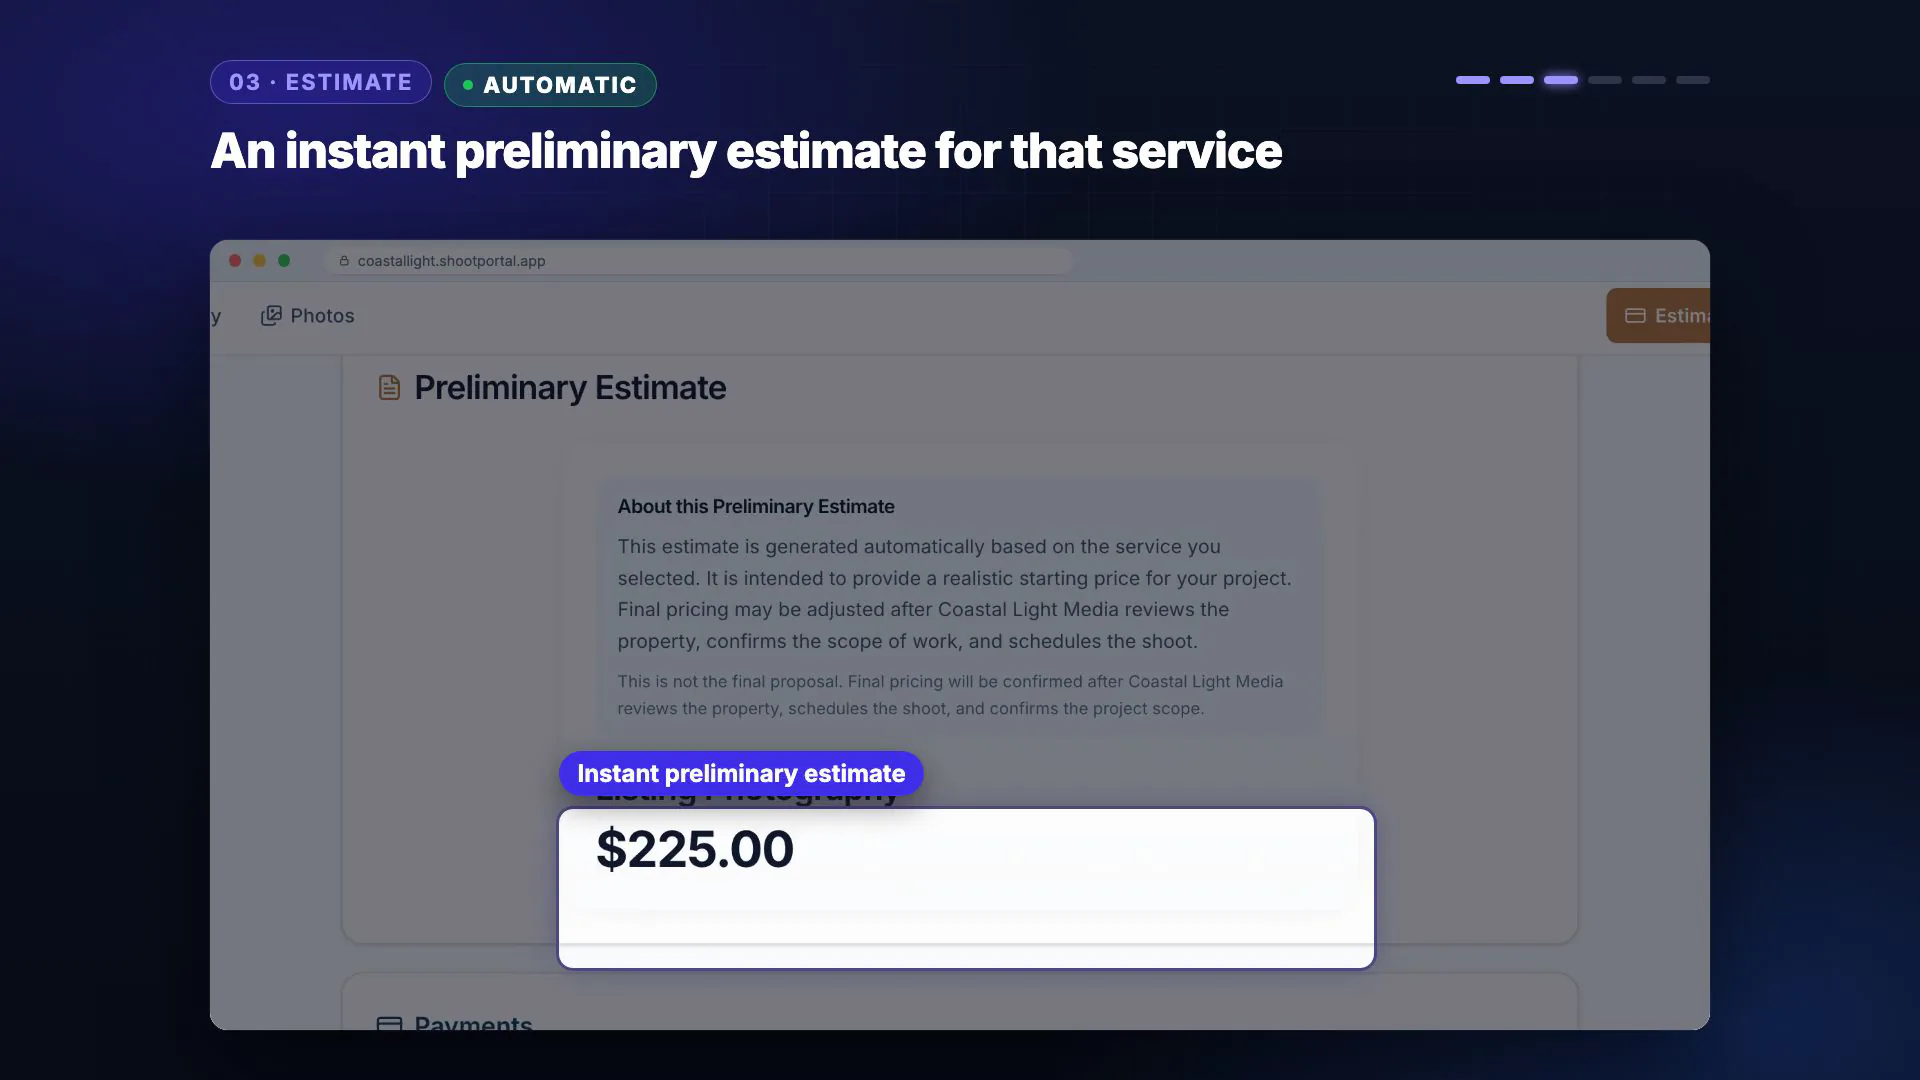 03 · ESTIMATE
AUTOMATIC
An instant preliminary estimate for that service
coastallight.shootportal.app
y
Photos
Estima
Preliminary Estimate
About this Preliminary Estimate
This estimate is generated automatically based on the service you
selected. It is intended to provide a realistic starting price for your project.
Final pricing may be adjusted after Coastal Light Media reviews the
property, confirms the scope of work, and schedules the shoot.
This is not the final proposal. Final pricing will be confirmed after Coastal Light Media
reviews the property, schedules the shoot, and confirms the project scope.
Instant preliminary estimate
Listing Photography
$225.00
Payments